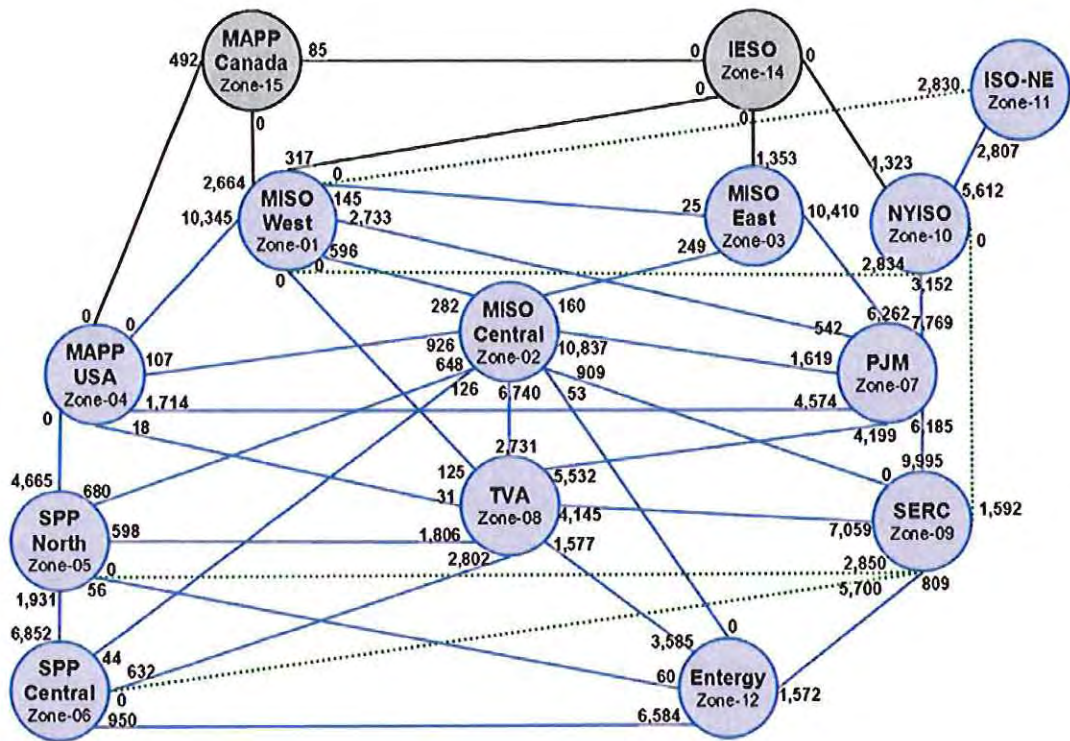 MAPP
Canada
Zone-15
492
85
0
0
IESO
Zone-14
0
0
0
0
ISO-NE
Zone-11
2,830
2,807
317
0
2,664
145
MISO
West
Zone-01
10,345
2,733
596
0
0
1,353
25
MISO
East
Zone-03
10,410
249
1,323
5,612
NYISO
Zone-10
0
2,834
3,152
282
MISO
Central
Zone-02
160
926
648
126
6,740
53
909
10,837
542
6,262
7,769
1,619
PJM
Zone-07
4,574
4,199
6,185
0
0
MAPP
USA
Zone-04
107
1,714
18
0
2,731
125
31
TVA
Zone-08
5,532
4,145
1,577
1,806
2,802
0
9,995
SERC
Zone-09
7,059
1,592
2,850
5,700
809
4,665
680
SPP
North
Zone-05
598
0
56
1,931
6,852
44
SPP
Central
Zone-06
632
0
950
3,585
0
60
Entergy
Zone-12
1,572
6,584